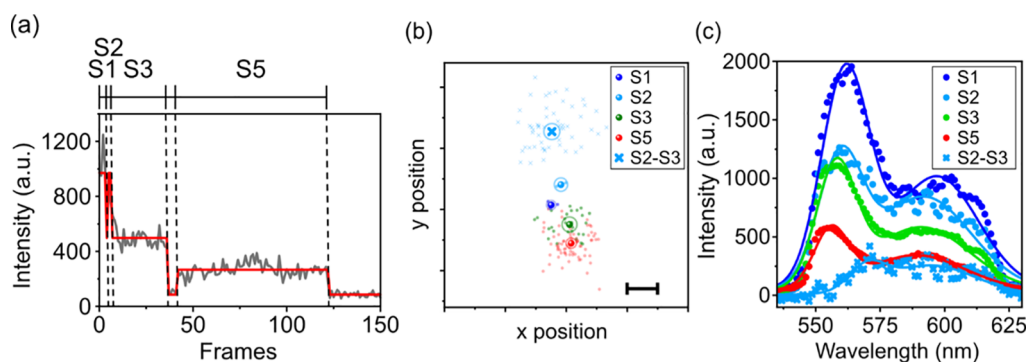 (a)
S2
S1 S3 S5
Intensity (a.u.)
1200
800
400
0
0 50 100 150
Frames
(b)
S1
S2
S3
S5
S2-S3
y position
x position
(c)
S1
S2
S3
S5
S2-S3
Intensity (a.u.)
2000
1500
1000
500
250
0
550 575 600 625
Wavelength (nm)